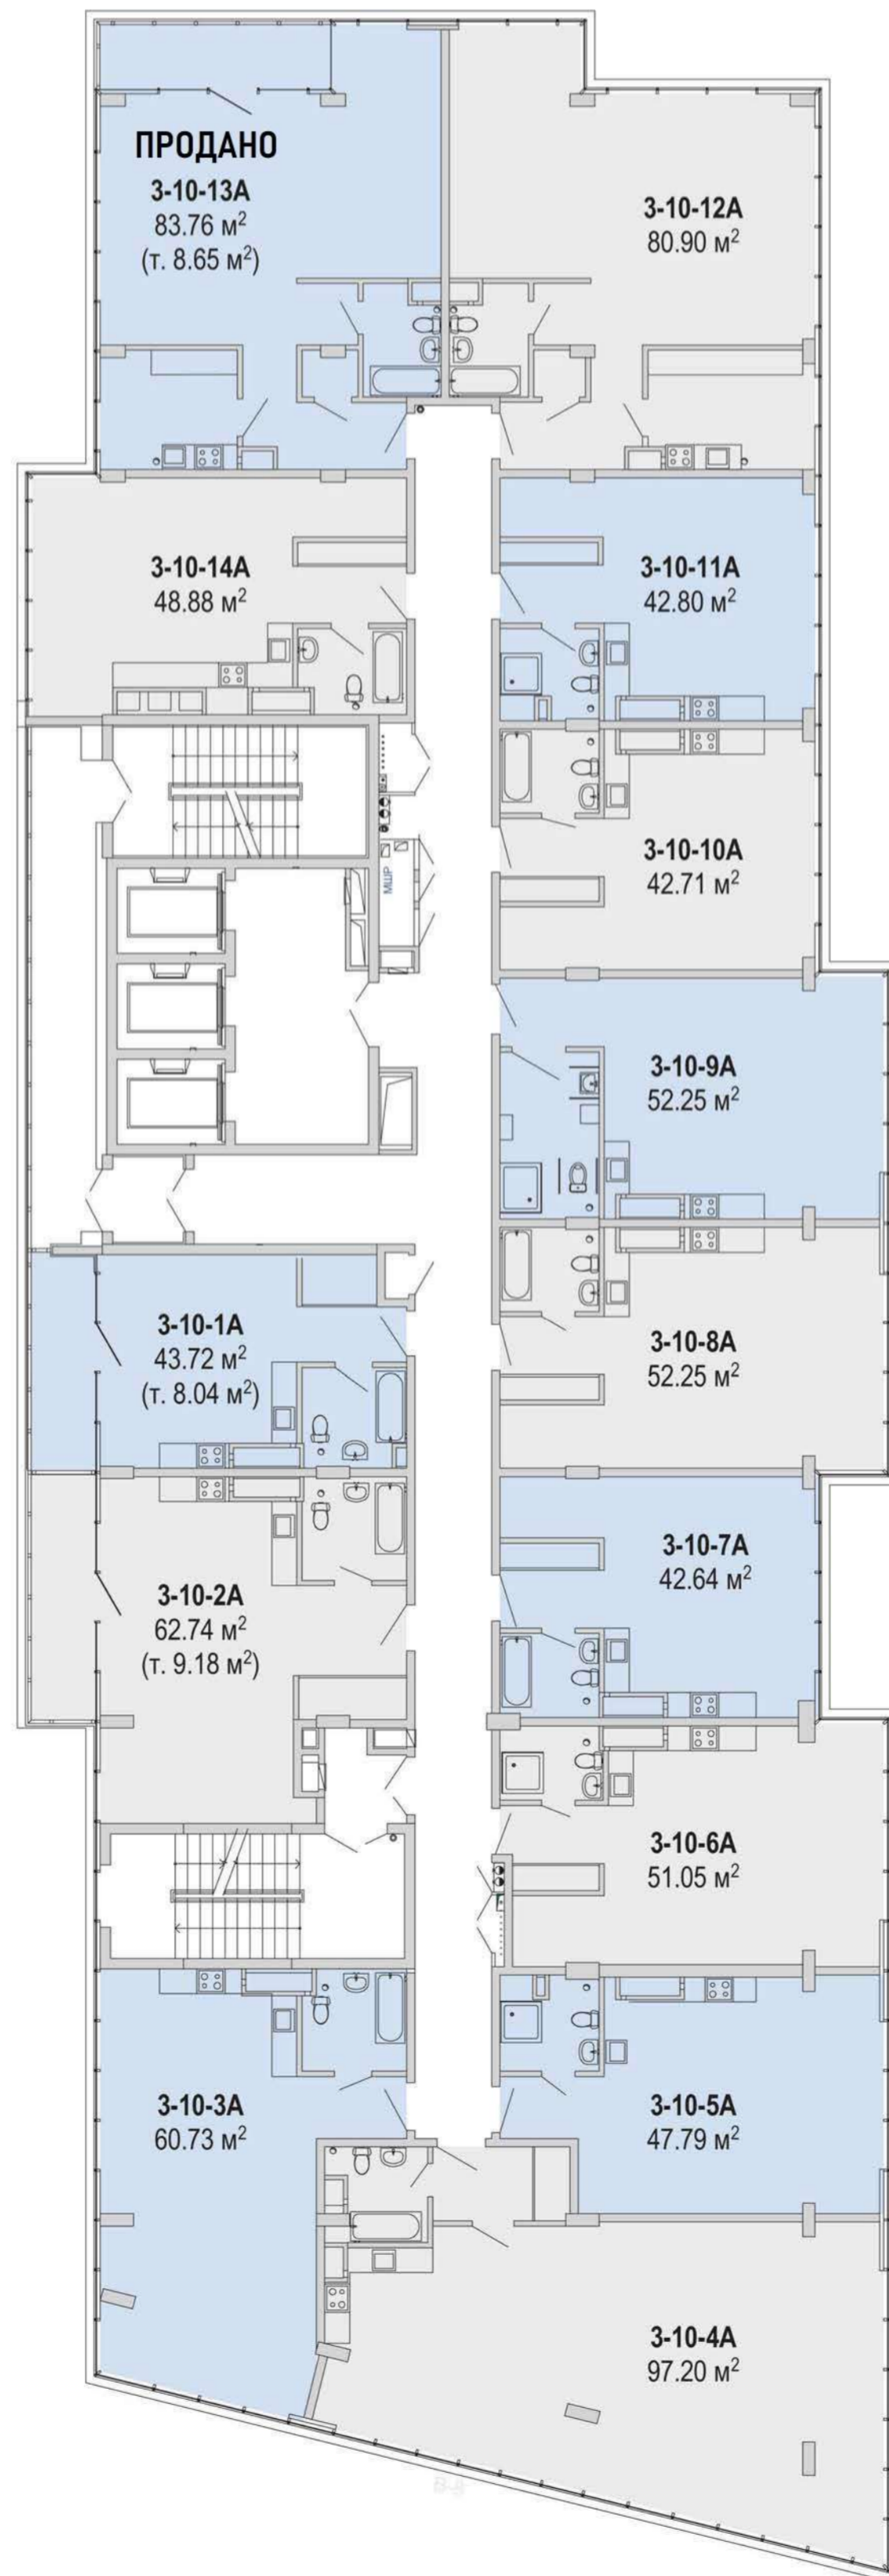 ПРОДАНО
3-10-13А
83.76 м²
(т. 8.65 м²)
3-10-12А
80.90 м²
3-10-14А
48.88 м²
3-10-11А
42.80 м²
МШР
3-10-10А
42.71 м²
3-10-9А
52.25 м²
3-10-1А
43.72 м²
(т. 8.04 м²)
3-10-8А
52.25 м²
3-10-2А
62.74 м²
(т. 9.18 м²)
3-10-7А
42.64 м²
3-10-6А
51.05 м²
3-10-3А
60.73 м²
3-10-5А
47.79 м²
3-10-4А
97.20 м²